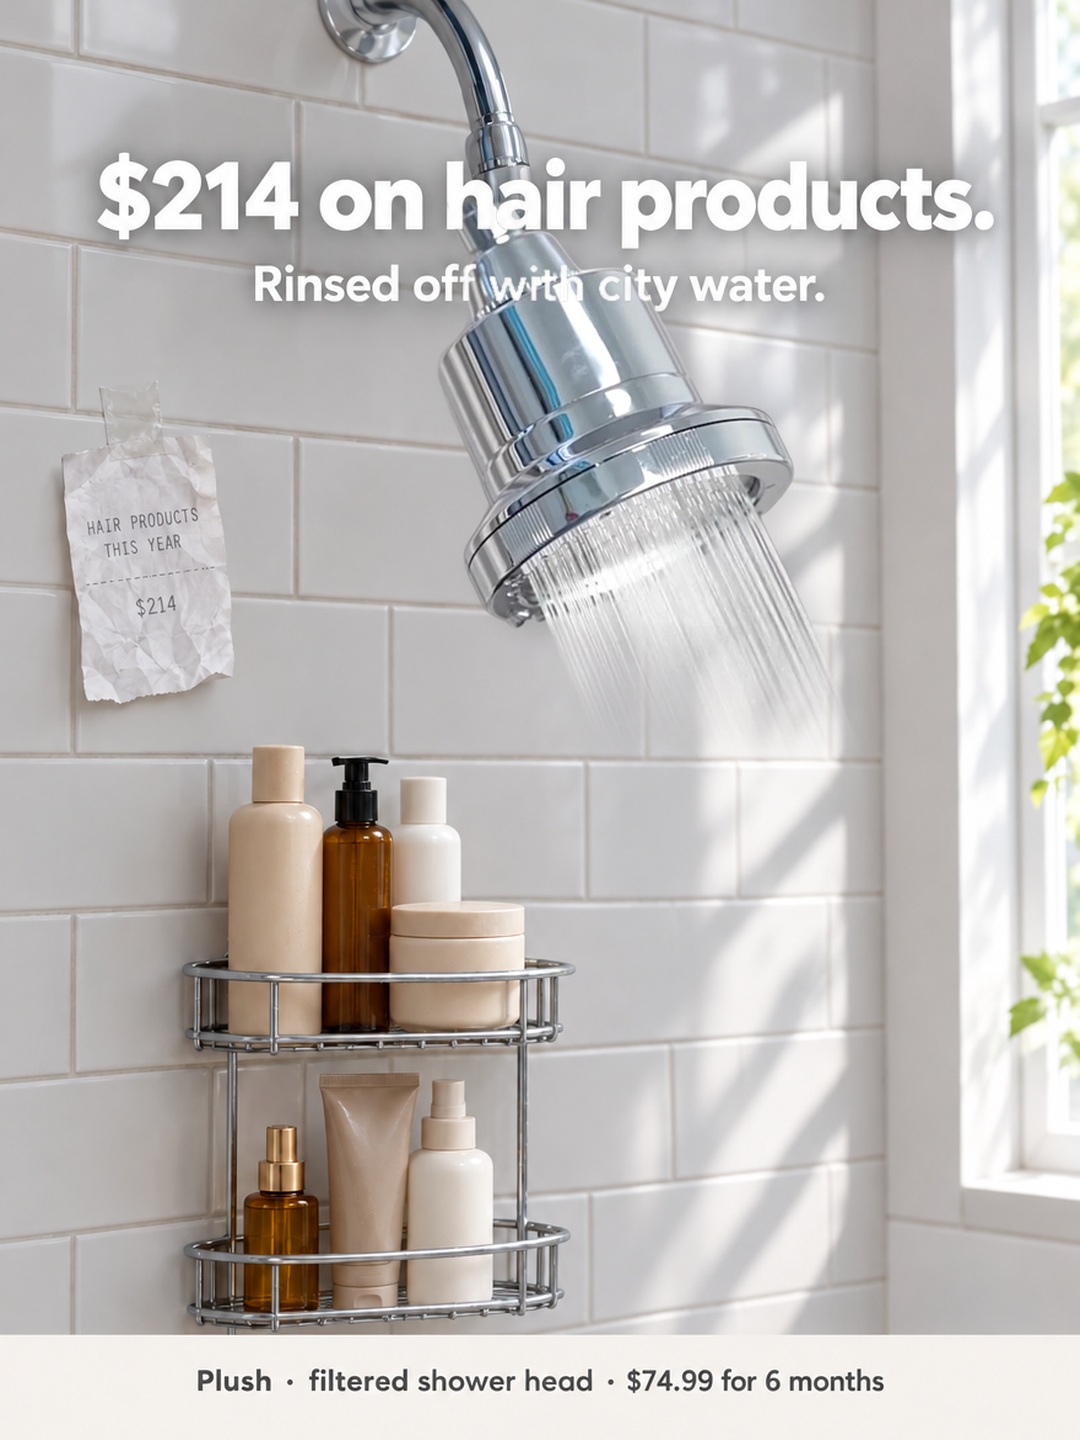 $214 on hair products.
Rinsed off with city water.
HAIR PRODUCTS
THIS YEAR
$214
Plush · filtered shower head · $74.99 for 6 months